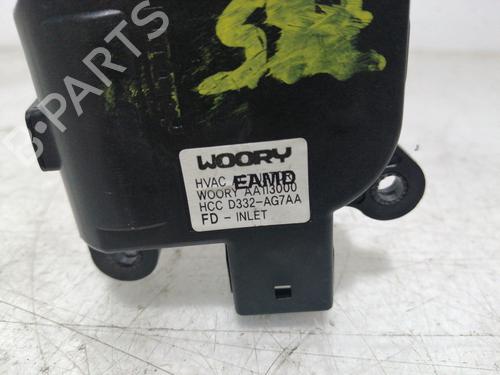 B-PARTS
WOORY
HVAC
EAMD
WOORY AA113000
HCC D332-AG7AA
FD - INLET